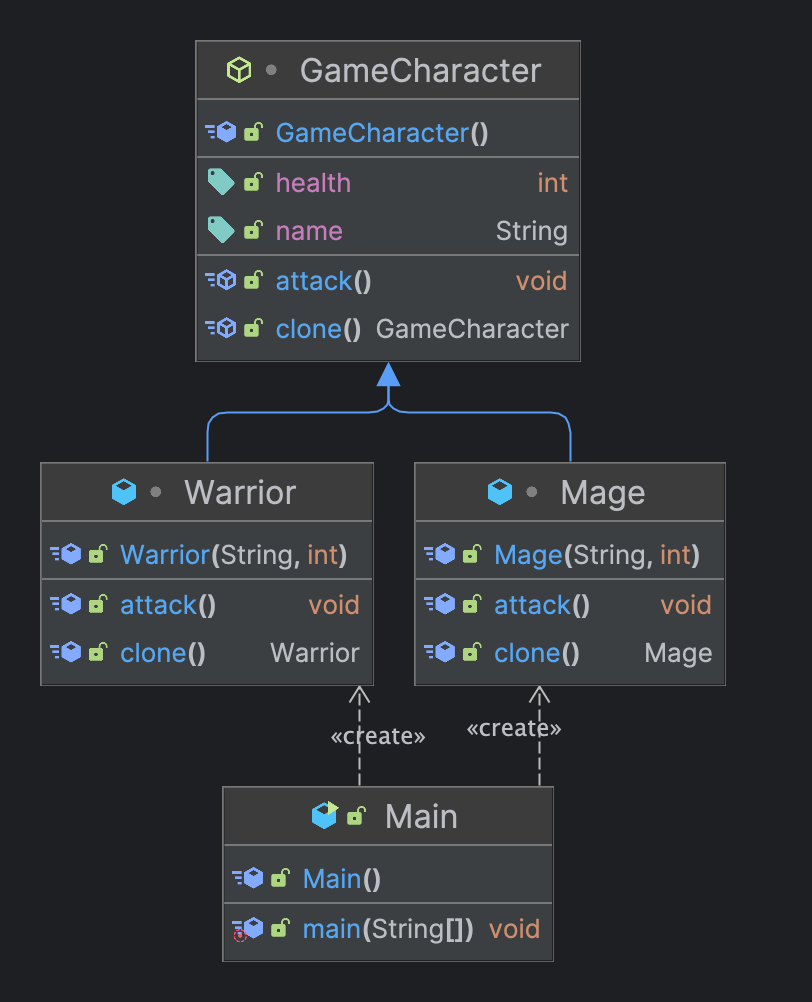 GameCharacter
GameCharacter()
health int
name String
attack() void
clone() GameCharacter
Warrior
Warrior(String, int)
attack() void
clone() Warrior
Mage
Mage(String, int)
attack() void
clone() Mage
«create»
«create»
Main
Main()
main(String[]) void